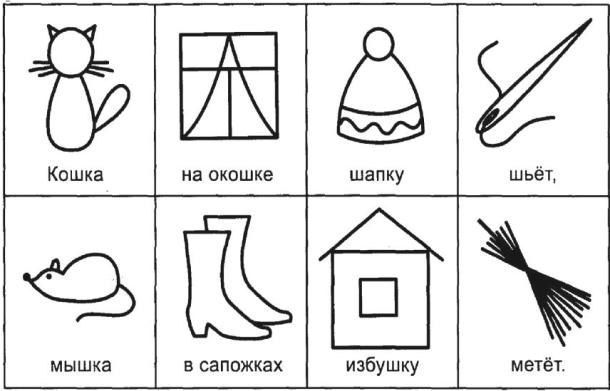 Кошка на окошке шапку шьёт,
мышка в сапожках избушку метёт.